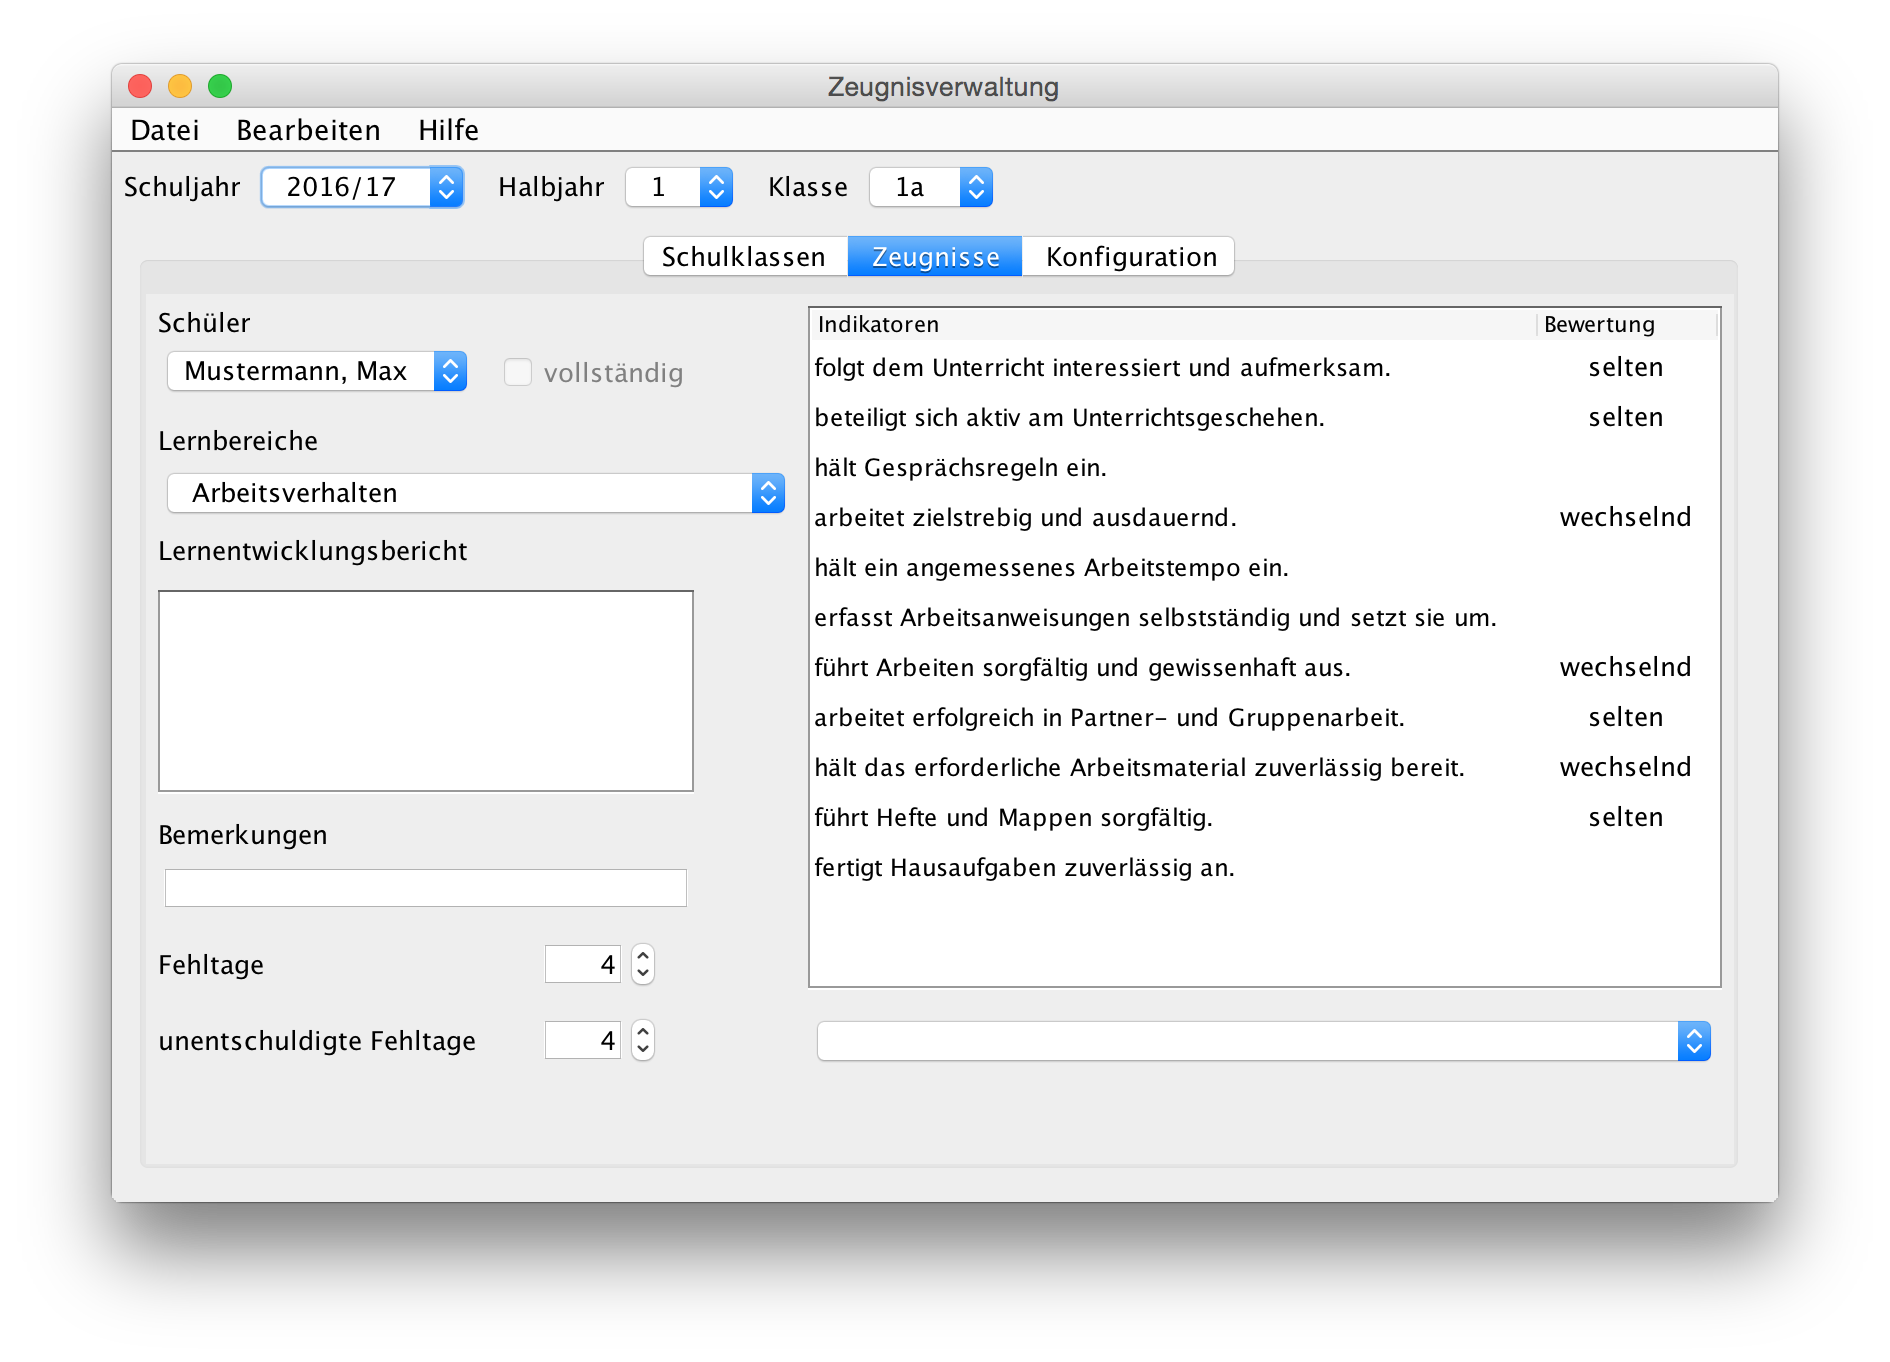 Zeugnisverwaltung
Datei Bearbeiten Hilfe
Schuljahr 2016/17 Halbjahr 1 Klasse 1a
Schulklassen Zeugnisse Konfiguration
Schüler
Mustermann, Max vollständig
Lernbereiche
Arbeitsverhalten
Lernentwicklungsbericht
Bemerkungen
Fehltage 4
unentschuldigte Fehltage 4
Indikatoren Bewertung
folgt dem Unterricht interessiert und aufmerksam. selten
beteiligt sich aktiv am Unterrichtsgeschehen. selten
hält Gesprächsregeln ein.
arbeitet zielstrebig und ausdauernd. wechselnd
hält ein angemessenes Arbeitstempo ein.
erfasst Arbeitsanweisungen selbstständig und setzt sie um.
führt Arbeiten sorgfältig und gewissenhaft aus. wechselnd
arbeitet erfolgreich in Partner- und Gruppenarbeit. selten
hält das erforderliche Arbeitsmaterial zuverlässig bereit. wechselnd
führt Hefte und Mappen sorgfältig. selten
fertigt Hausaufgaben zuverlässig an.